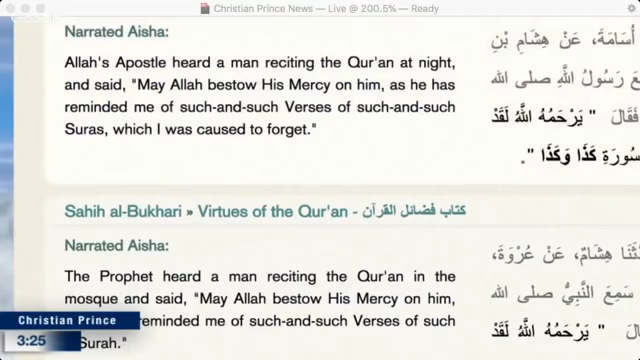 Christian Prince News — Live @ 200.5% — Ready
Narrated Aisha:
Allah's Apostle heard a man reciting the Qur'an at night,
and said, "May Allah bestow His Mercy on him, as he has
reminded me of such-and-such Verses of such-and-such
Suras, which I was caused to forget."
أُسَامَةَ، عَنْ هِشَامِ بْنِ
رَسُولُ اللَّهِ صلى الله
فَقَالَ " يَرْحَمُهُ اللَّهُ لَقَدْ
سُورَةِ كَذَا وَكَذَا ".
Sahih al-Bukhari » Virtues of the Qur'an - كتاب فضائل القرآن
Narrated Aisha:
The Prophet heard a man reciting the Qur'an in the
mosque and said, "May Allah bestow His Mercy on him,
reminded me of such-and-such Verses of such
Surah."
هِشَامٌ، عَنْ عُرْوَةَ،
سَمِعَ النَّبِيُّ صلى الله
" يَرْحَمُهُ اللَّهُ لَقَدْ
Christian Prince
3:25